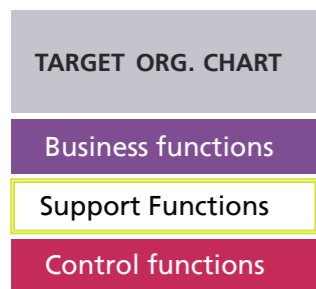 TARGET ORG. CHART
Business functions
Support Functions
Control functions